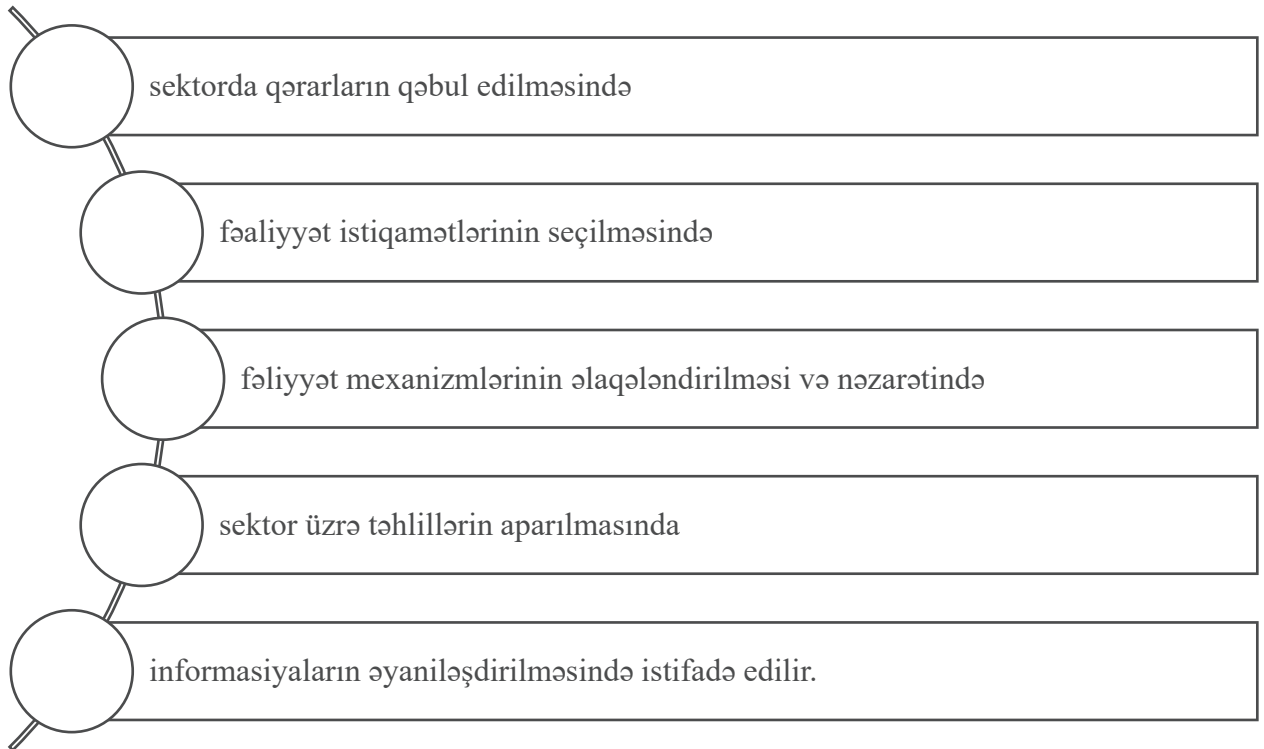 sektorda qərarların qəbul edilməsində
fəaliyyət istiqamətlərinin seçilməsində
fəliyyət mexanizmlərinin əlaqələndirilməsi və nəzarətində
sektor üzrə təhlillərin aparılmasında
informasiyaların əyaniləşdirilməsində istifadə edilir.